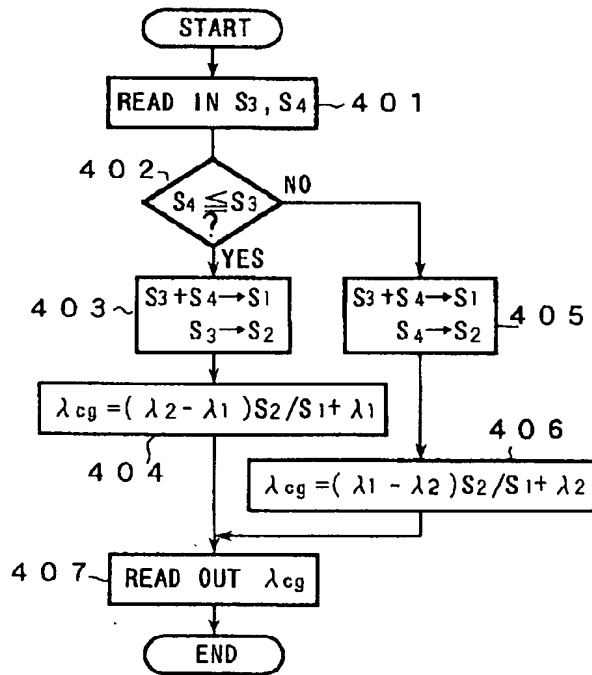 START
READ IN S3, S4
401
402
S4 ≦ S3
?
NO
YES
403
S3+S4→S1
S3→S2
S3+S4→S1
S4→S2
405
λcg=(λ2-λ1)S2/S1+λ1
404
406
λcg=(λ1-λ2)S2/S1+λ2
407
READ OUT λcg
END